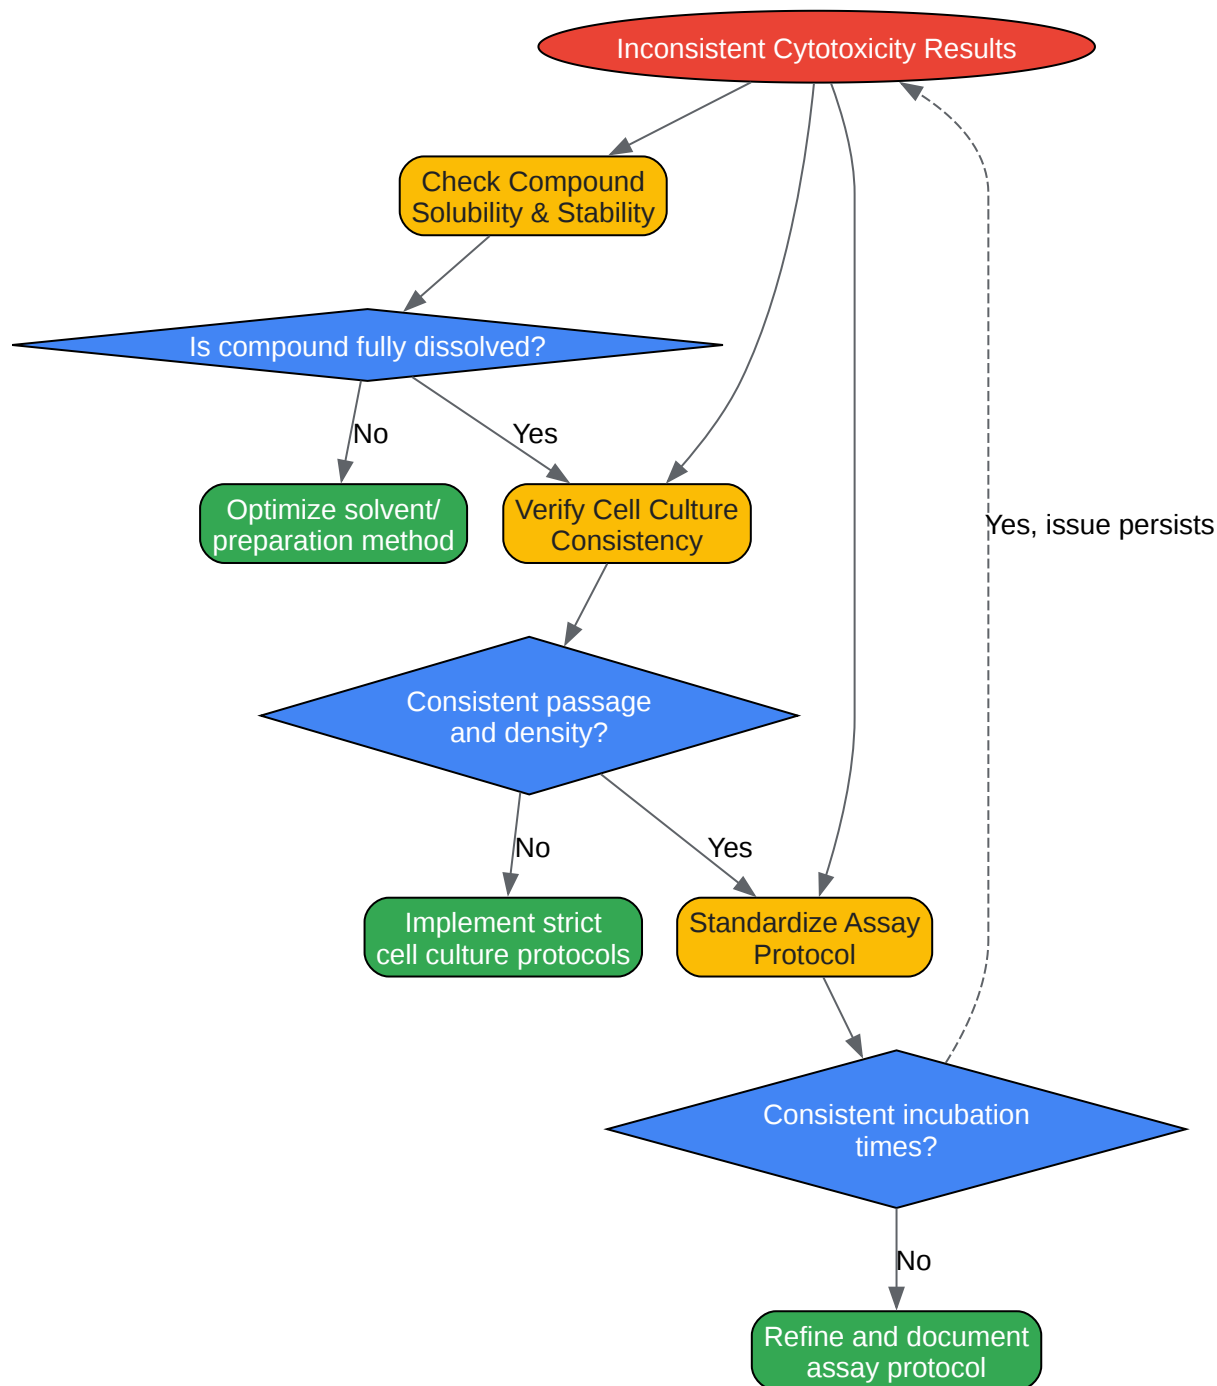 Inconsistent Cytotoxicity Results
Check Compound
Solubility & Stability
Is compound fully dissolved?
No
Yes
Optimize solvent/
preparation method
Verify Cell Culture
Consistency
Yes, issue persists
Consistent passage
and density?
No
Yes
Implement strict
cell culture protocols
Standardize Assay
Protocol
Consistent incubation
times?
No
Refine and document
assay protocol